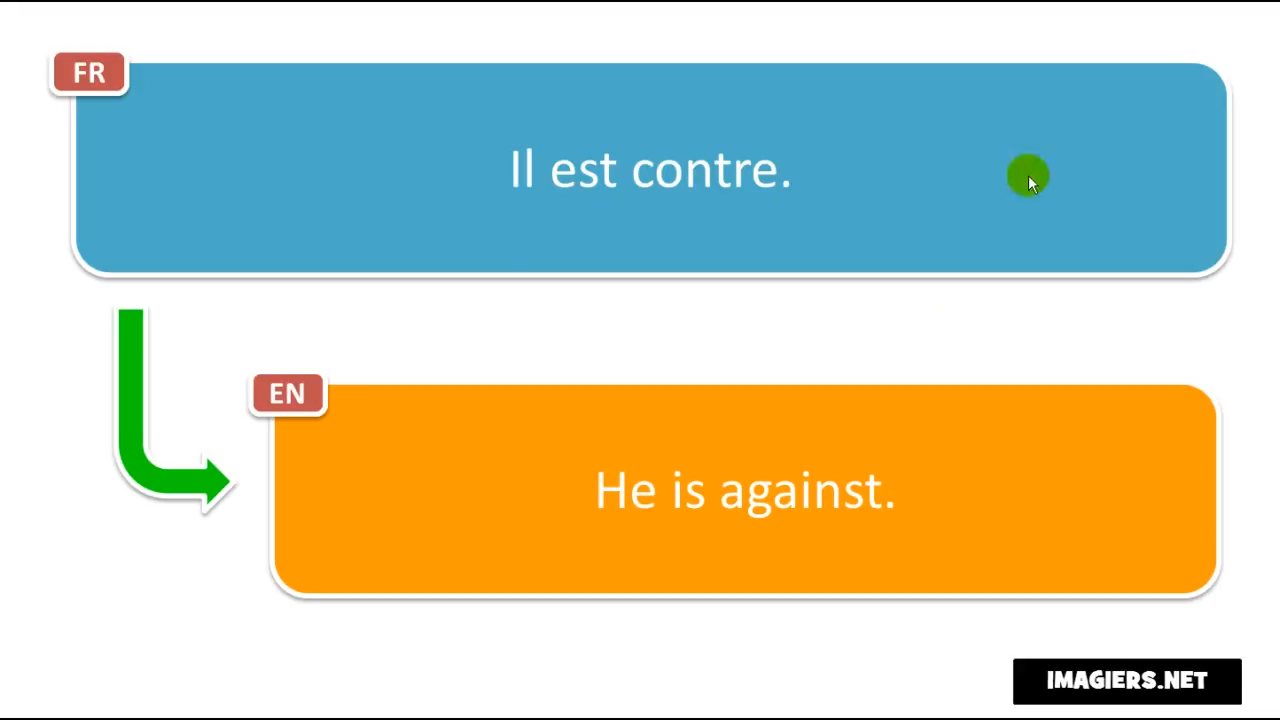 FR
Il est contre.
EN
He is against.
IMAGIERS.NET